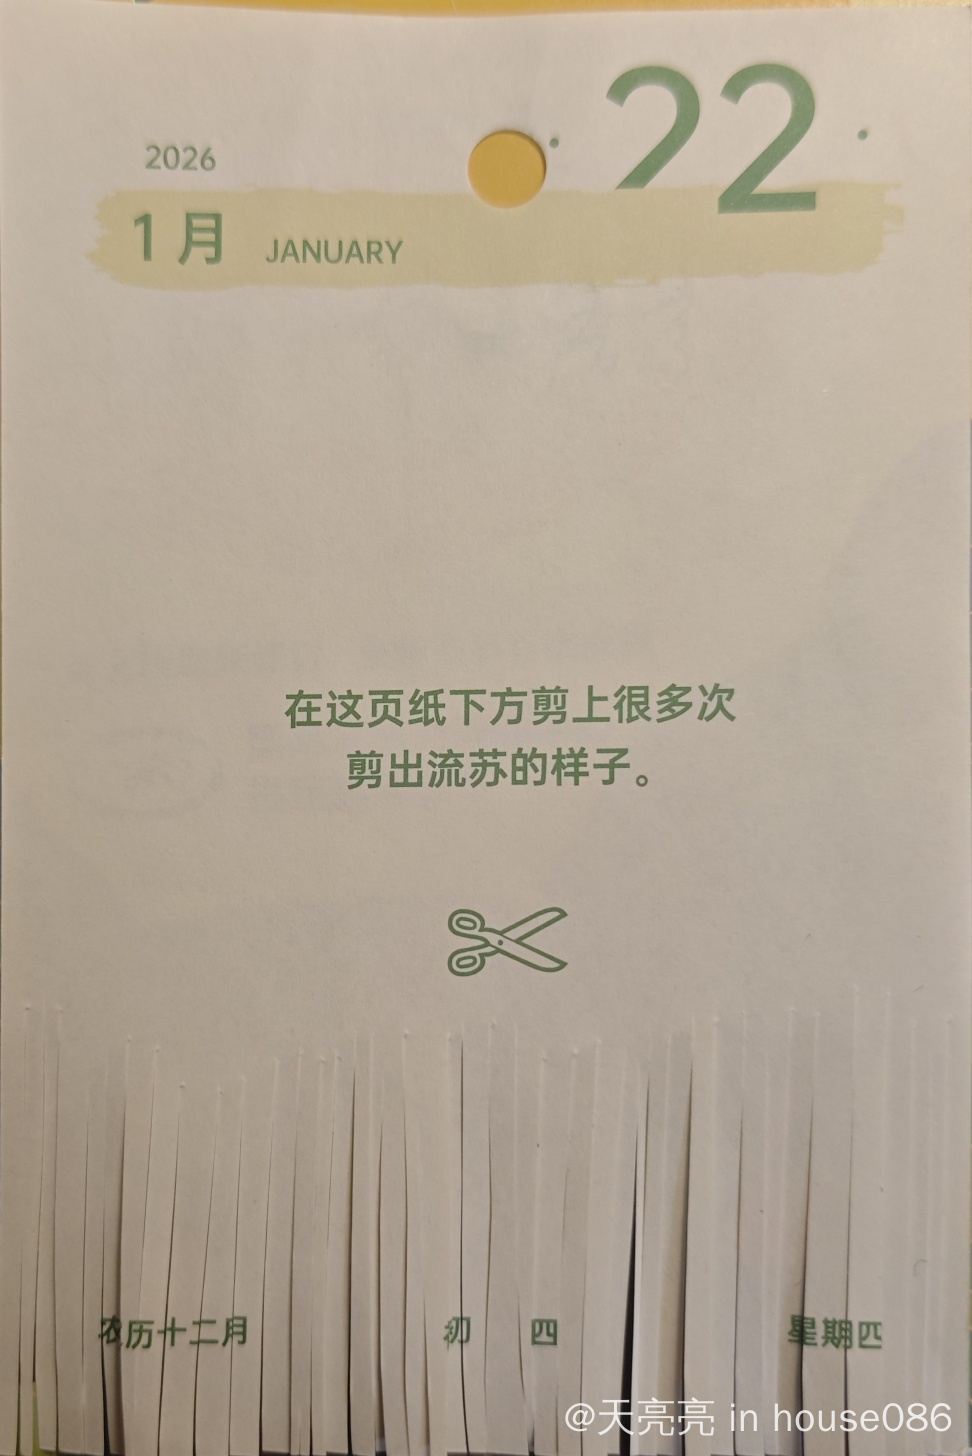 2026
22
1月 JANUARY
在这页纸下方剪上很多次
剪出流苏的样子。
农历十二月 初四 星期四
@天亮亮 in house086